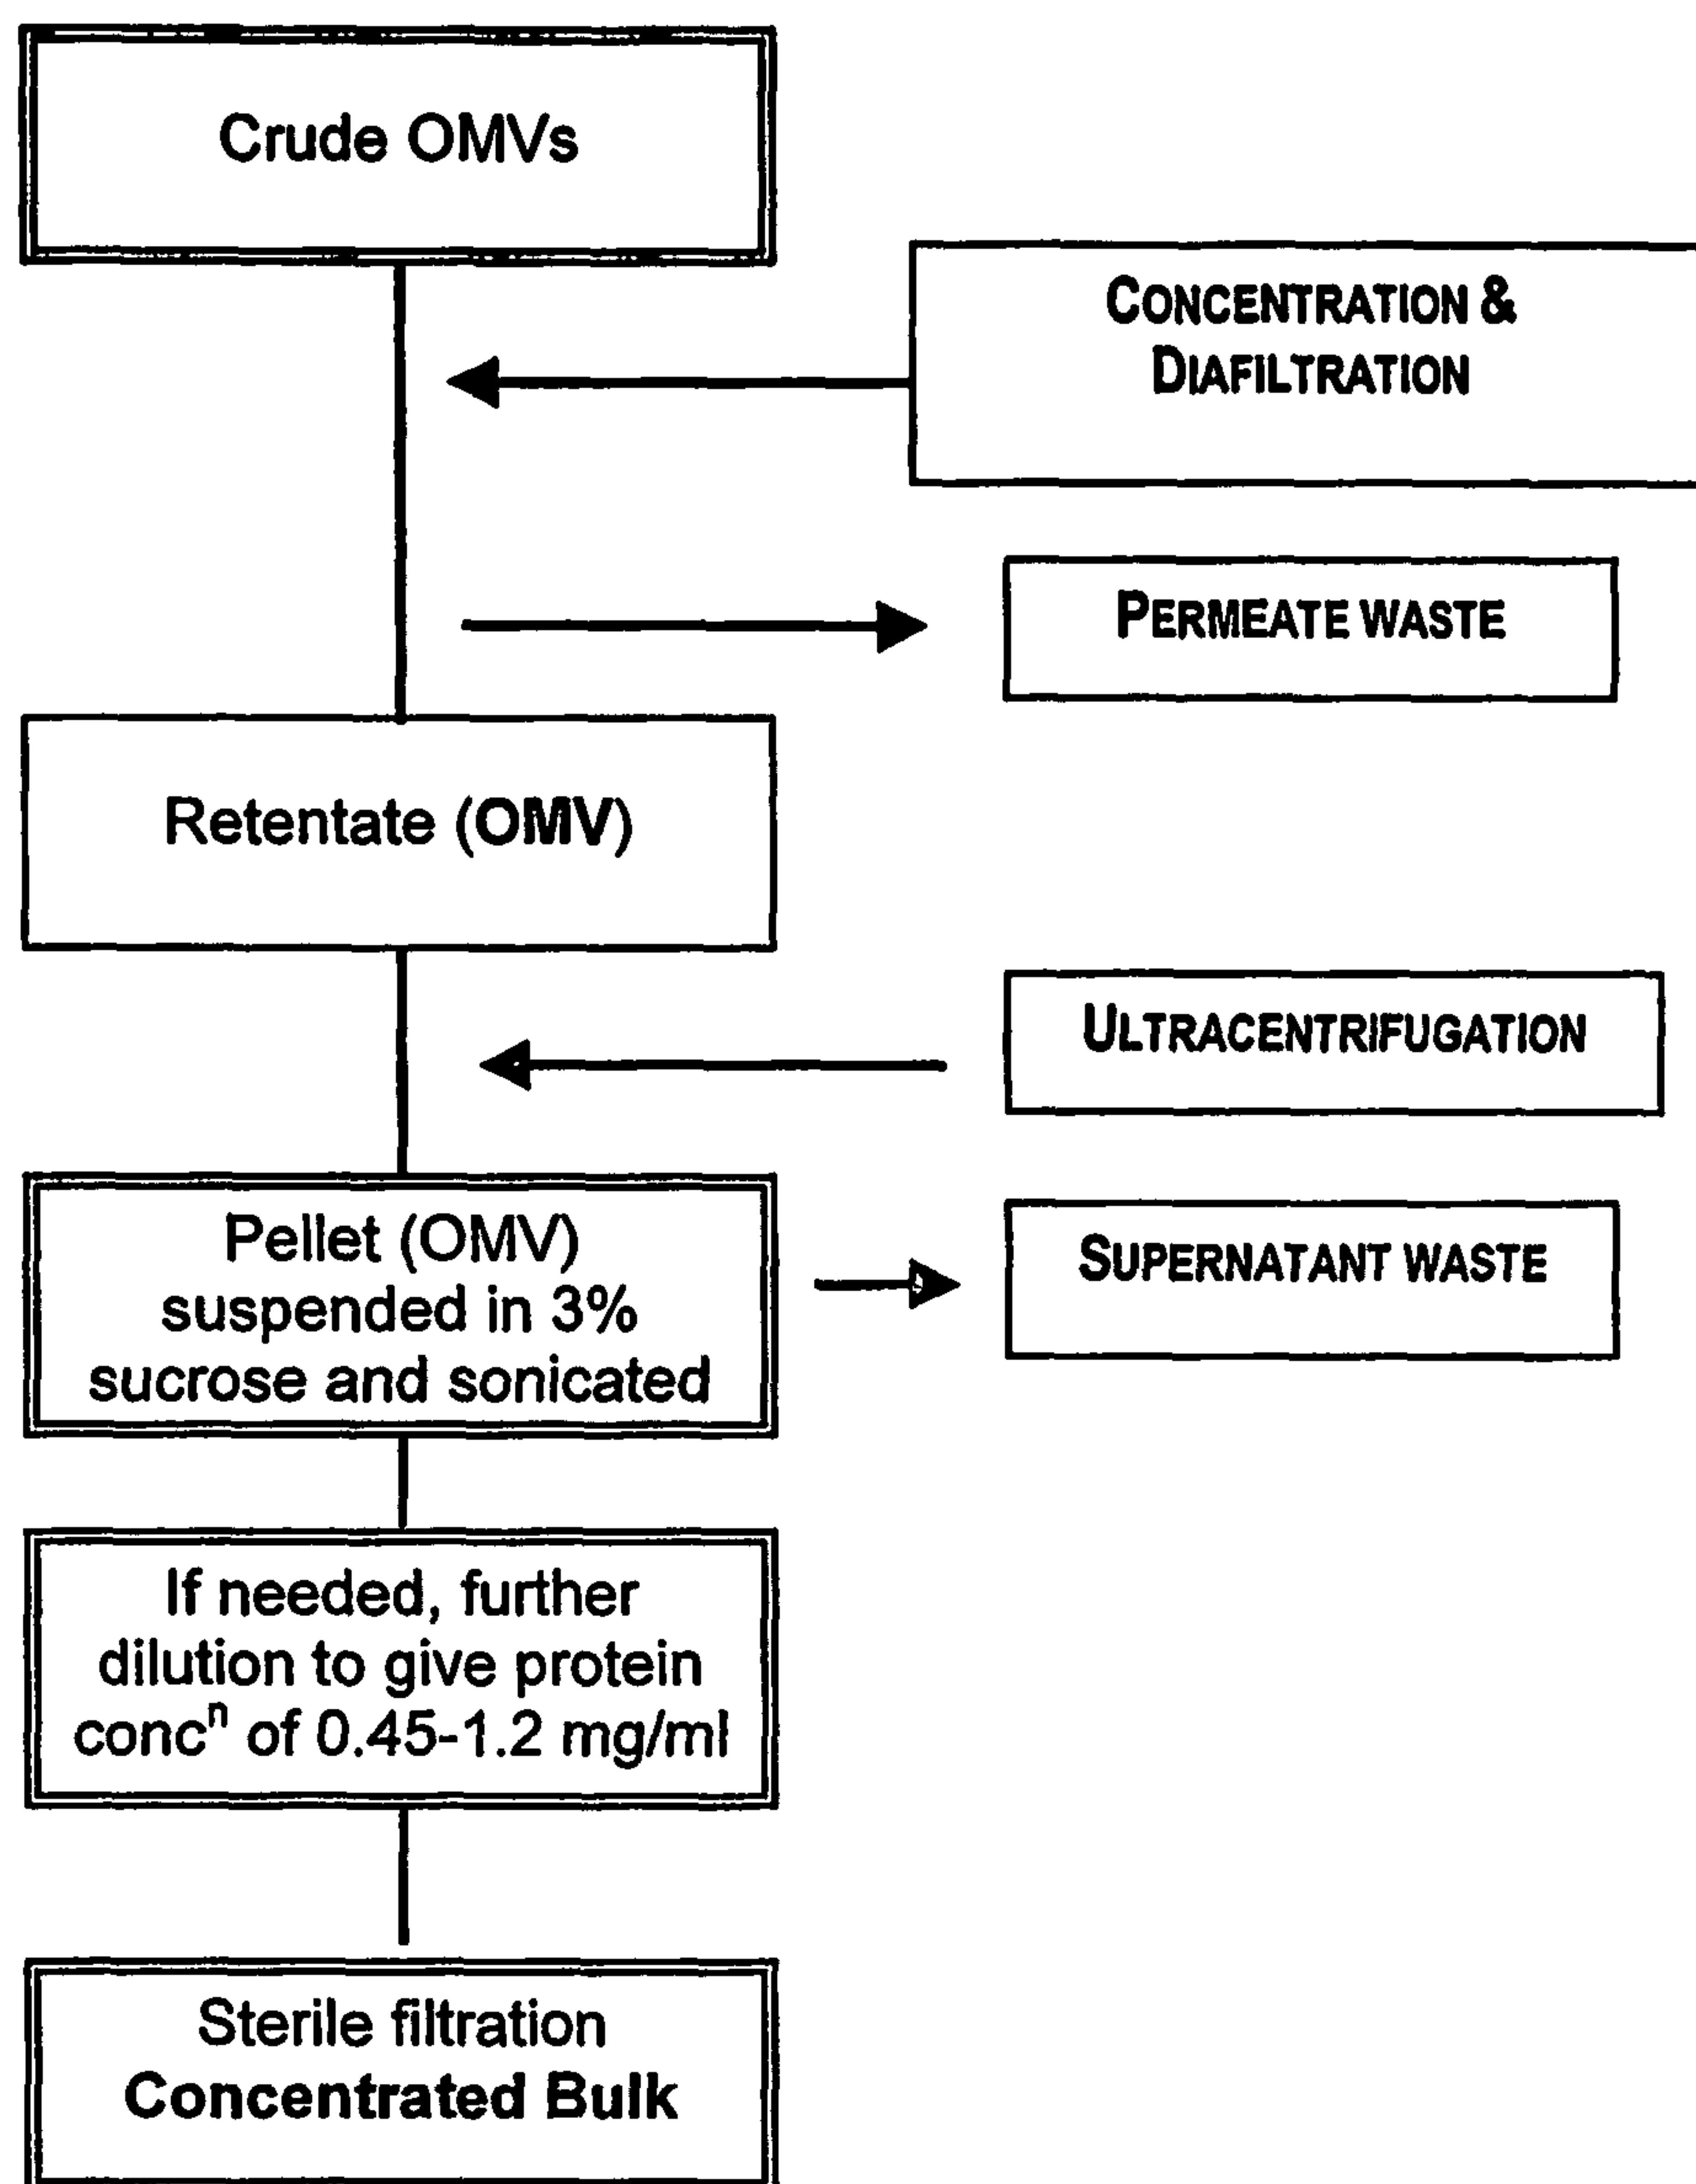 Crude OMVs
CONCENTRATION &
DIAFILTRATION
PERMEATE WASTE
Retentate (OMV)
ULTRACENTRIFUGATION
Pellet (OMV)
suspended in 3%
sucrose and sonicated
SUPERNATANT WASTE
If needed, further
dilution to give protein
concⁿ of 0.45-1.2 mg/ml
Sterile filtration
Concentrated Bulk